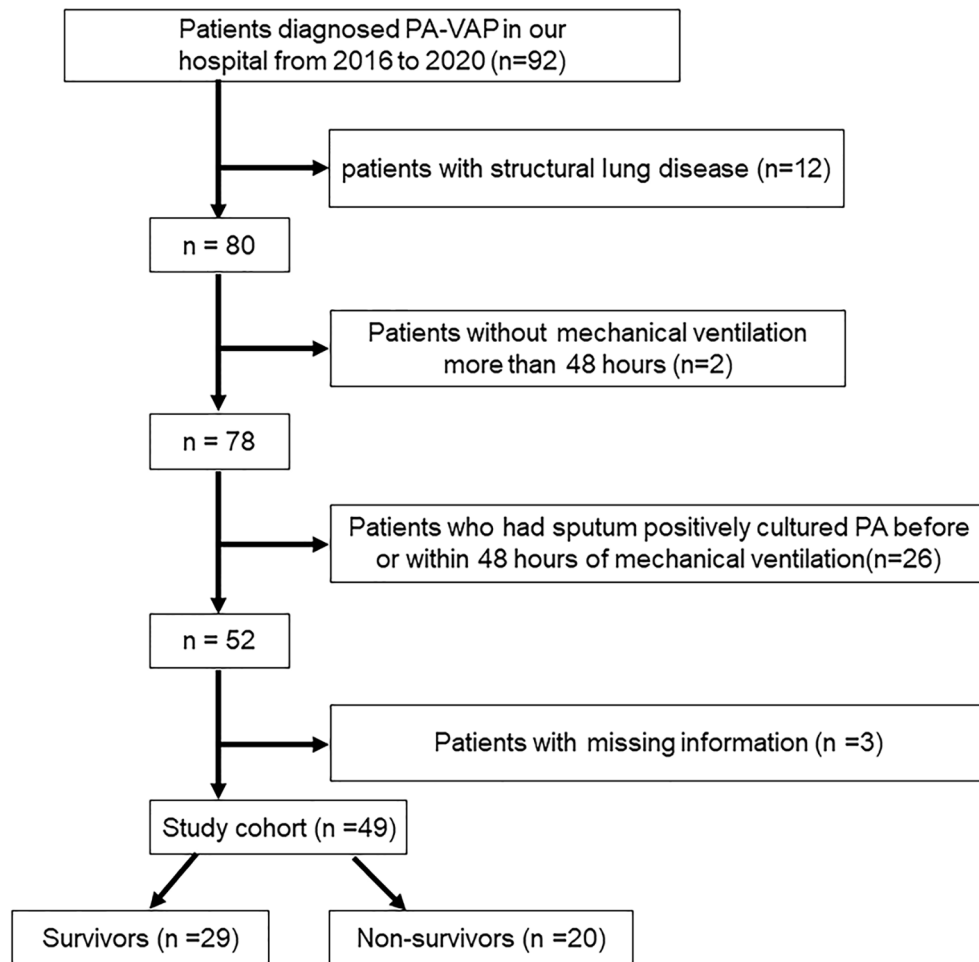 Patients diagnosed PA-VAP in our
hospital from 2016 to 2020 (n=92)
patients with structural lung disease (n=12)
n = 80
Patients without mechanical ventilation
more than 48 hours (n=2)
n = 78
Patients who had sputum positively cultured PA before
or within 48 hours of mechanical ventilation(n=26)
n = 52
Patients with missing information (n =3)
Study cohort (n =49)
Survivors (n =29)
Non-survivors (n =20)